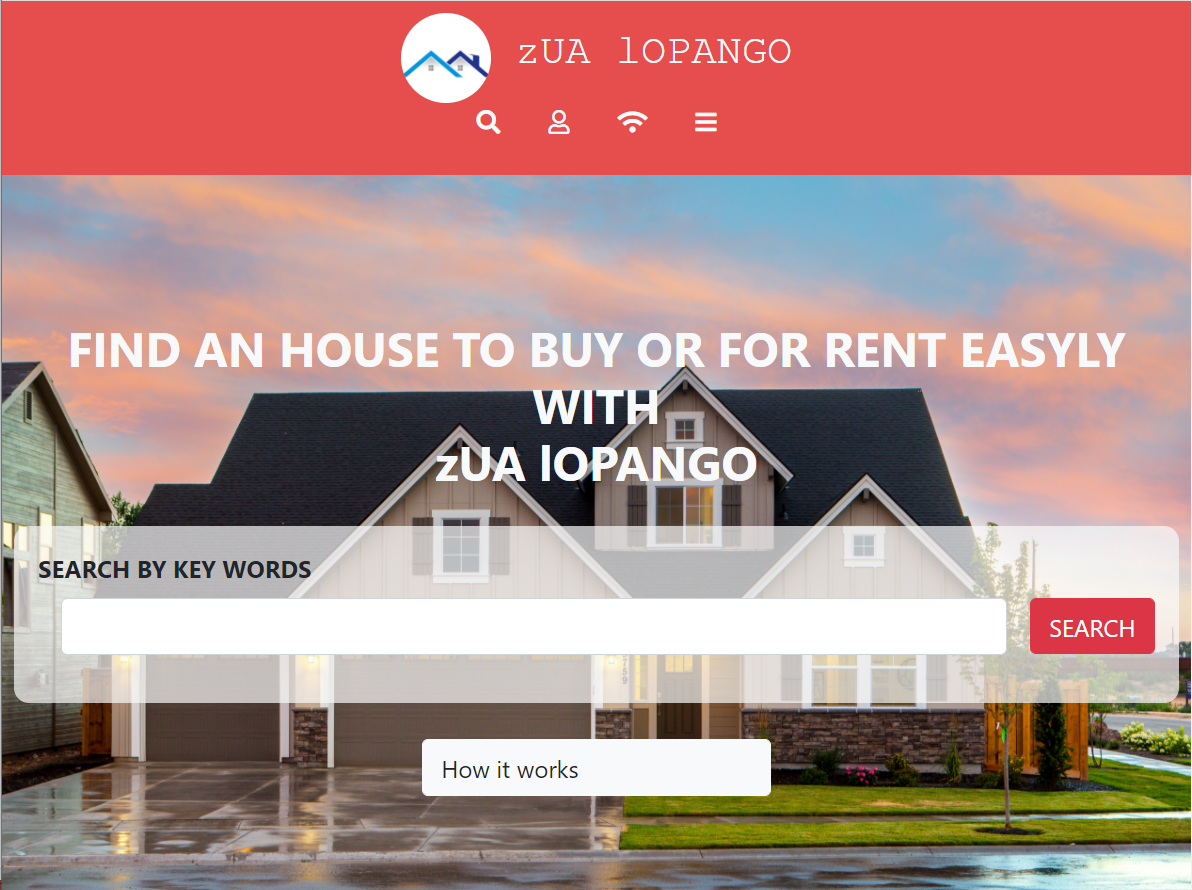 zUA lOPANGO
FIND AN HOUSE TO BUY OR FOR RENT EASYLY
WITH
zUA lOPANGO
SEARCH BY KEY WORDS
SEARCH
How it works